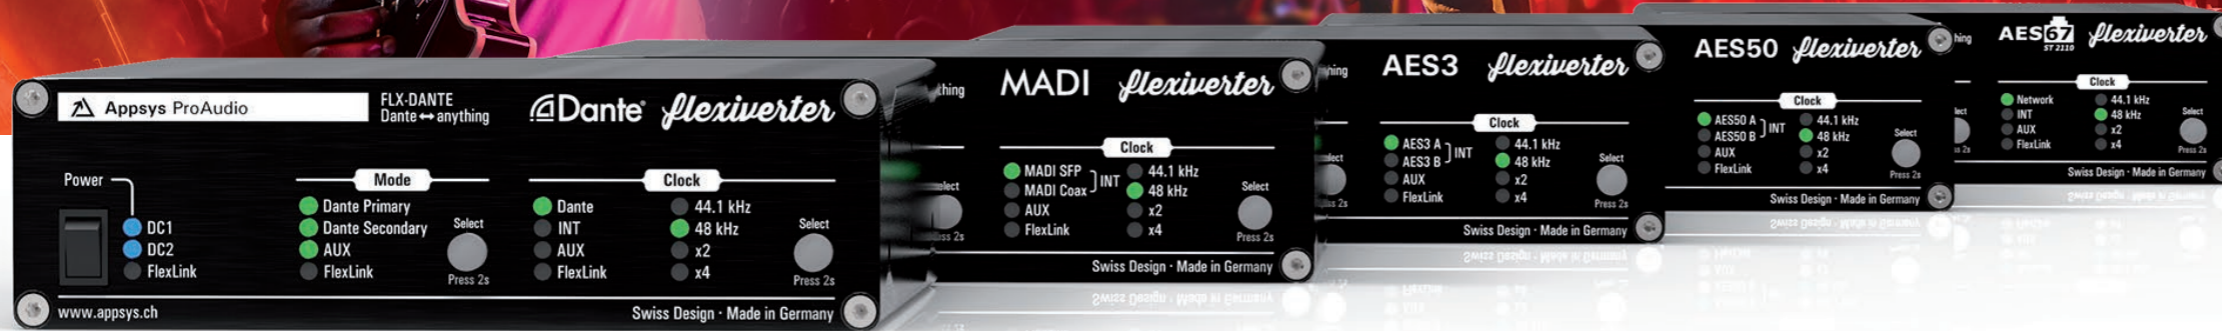 Appsys ProAudio
FLX-DANTE
Dante↔anything
Dante® flexiverter
Power
DC1
DC2
FlexLink
Mode
Dante Primary
Dante Secondary
AUX
FlexLink
Select
Press 2s
Clock
Dante
INT
AUX
FlexLink
44.1 kHz
48 kHz
x2
x4
Select
Press 2s
www.appsys.ch
Swiss Design · Made in Germany
MADI flexiverter
Clock
MADI SFP
MADI Coax
INT
AUX
FlexLink
44.1 kHz
48 kHz
x2
x4
Select
Press 2s
Swiss Design · Made in Germany
AES3 flexiverter
Clock
AES3 A
AES3 B
INT
AUX
FlexLink
44.1 kHz
48 kHz
x2
x4
Select
Press 2s
Swiss Design · Made in Germany
AES50 flexiverter
Clock
AES50 A
AES50 B
INT
AUX
FlexLink
44.1 kHz
48 kHz
x2
x4
Select
Press 2s
Swiss Design · Made in Germany
AES67 flexiverter
ST 2110
Clock
Network
INT
AUX
FlexLink
44.1 kHz
48 kHz
x2
x4
Select
Press 2s
Swiss Design · Made in Germany